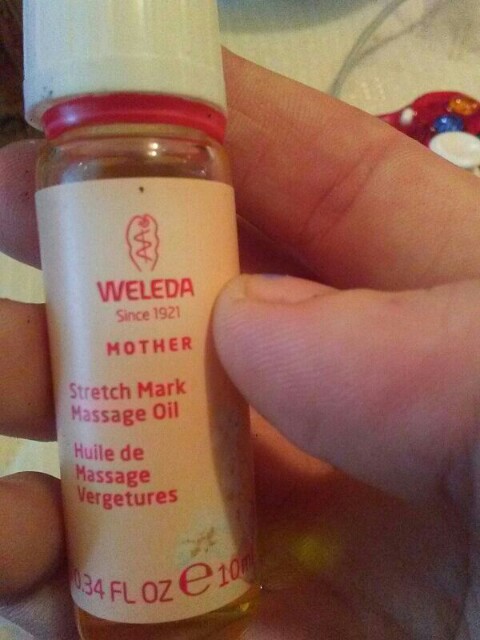 WELEDA
Since 1921
MOTHER
Stretch Mark
Massage Oil
Huile de
Massage
Vergetures
0.34 FL OZ e 10m